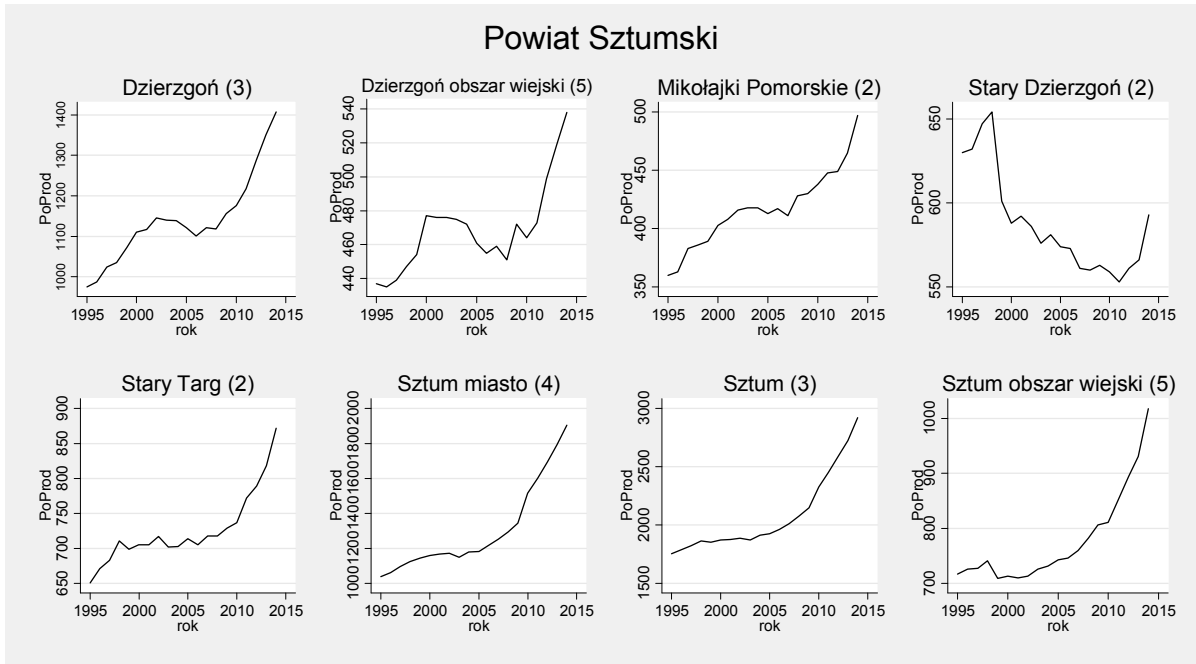 Powiat Sztumski
Dzierzgoń (3)
PoProd
1000 1100 1200 1300 1400
1995 2000 2005 2010 2015
rok
Dzierzgoń obszar wiejski (5)
PoProd
440 460 480 500 520 540
1995 2000 2005 2010 2015
rok
Mikołajki Pomorskie (2)
PoProd
350 400 450 500
1995 2000 2005 2010 2015
rok
Stary Dzierzgoń (2)
PoProd
550 600 650
1995 2000 2005 2010 2015
rok
Stary Targ (2)
PoProd
650 700 750 800 850 900
1995 2000 2005 2010 2015
rok
Sztum miasto (4)
PoProd
1000 1200 1400 1600 1800 2000
1995 2000 2005 2010 2015
rok
Sztum (3)
PoProd
1500 2000 2500 3000
1995 2000 2005 2010 2015
rok
Sztum obszar wiejski (5)
PoProd
700 800 900 1000
1995 2000 2005 2010 2015
rok